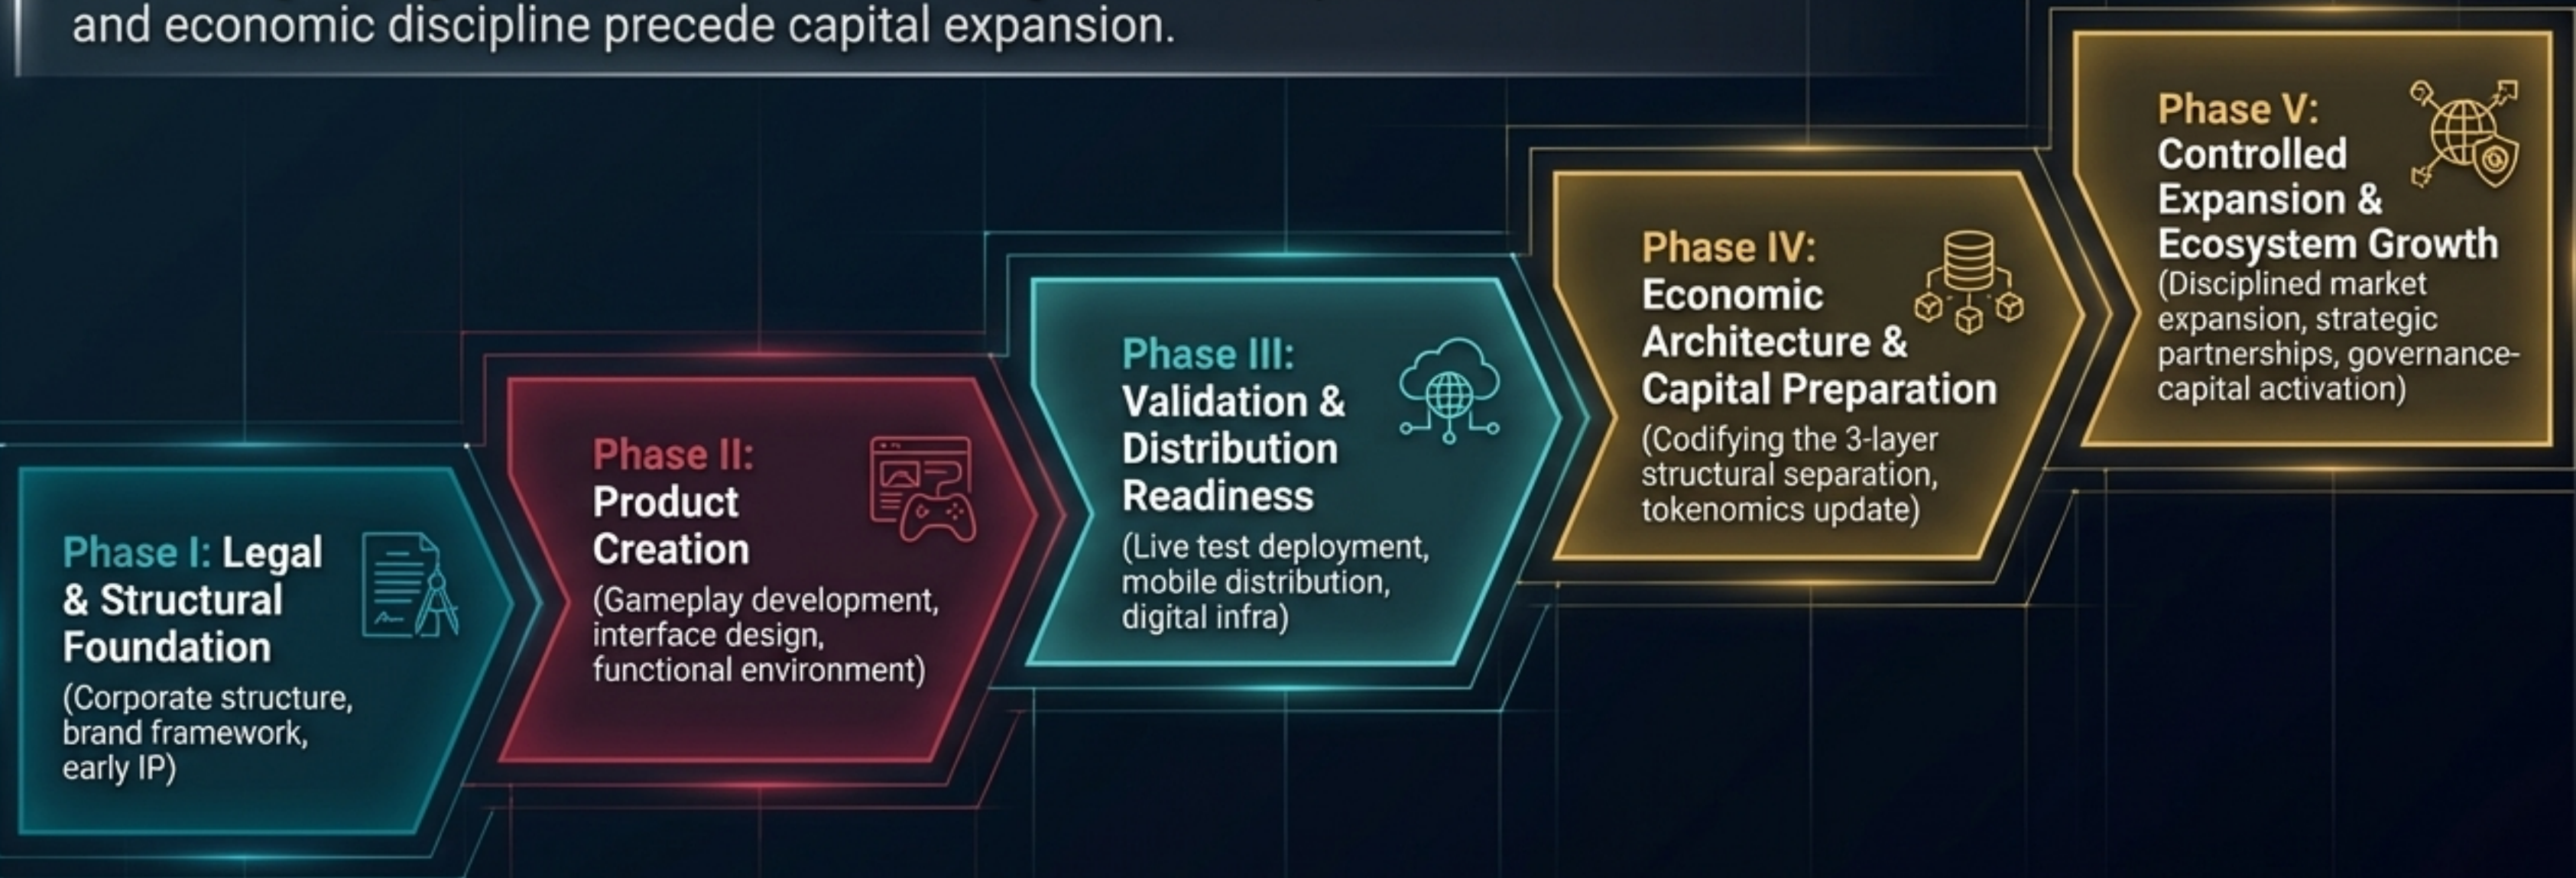 and economic discipline precede capital expansion.
Phase I: Legal
& Structural
Foundation
(Corporate structure,
brand framework,
early IP)
Phase II:
Product
Creation
(Gameplay development,
interface design,
functional environment)
Phase III:
Validation &
Distribution
Readiness
(Live test deployment,
mobile distribution,
digital infra)
Phase IV:
Economic
Architecture &
Capital Preparation
(Codifying the 3-layer
structural separation,
tokenomics update)
Phase V:
Controlled
Expansion &
Ecosystem Growth
(Disciplined market
expansion, strategic
partnerships, governance-
capital activation)